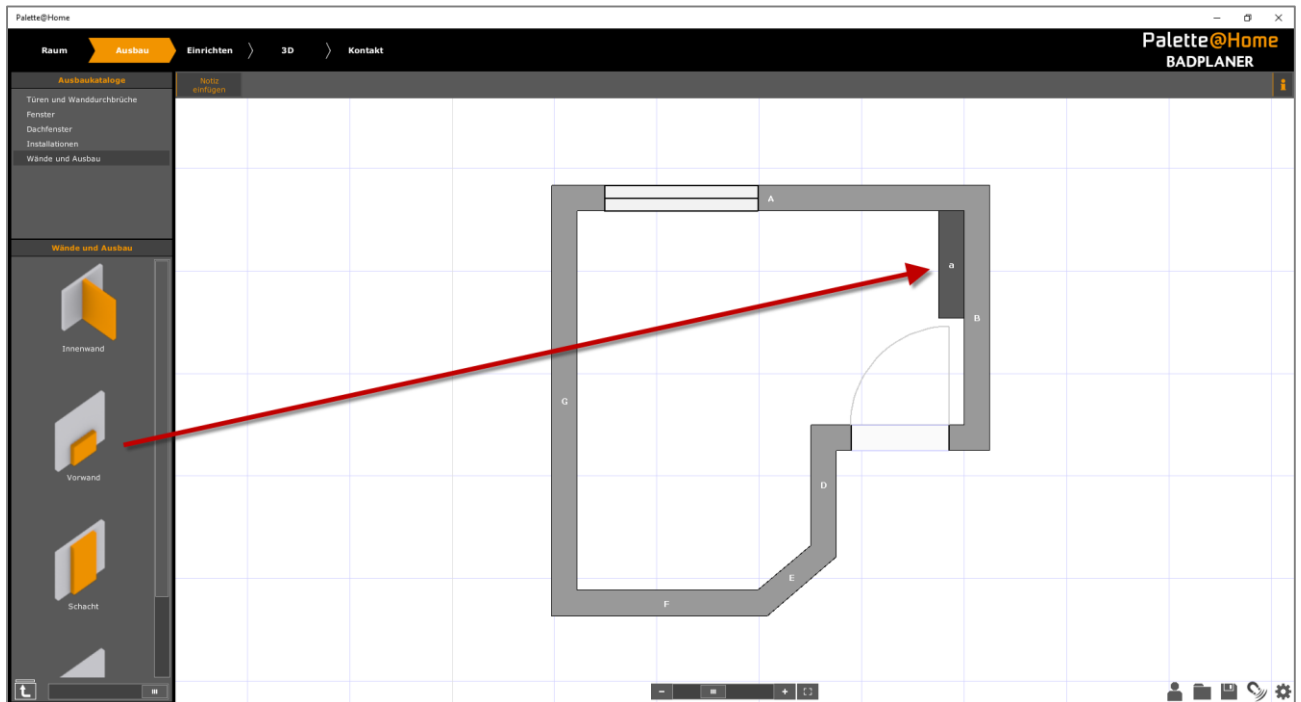 Palette@Home
Raum Ausbau Einrichten 3D Kontakt
Palette@Home
BADPLANER
Ausbaukataloge
Türen und Wanddurchbrüche
Fenster
Dachfenster
Installationen
Wände und Ausbau
Notiz
einfügen
Wände und Ausbau
Innenwand
Vorwand
Schacht
A
a
B
G
D
E
F